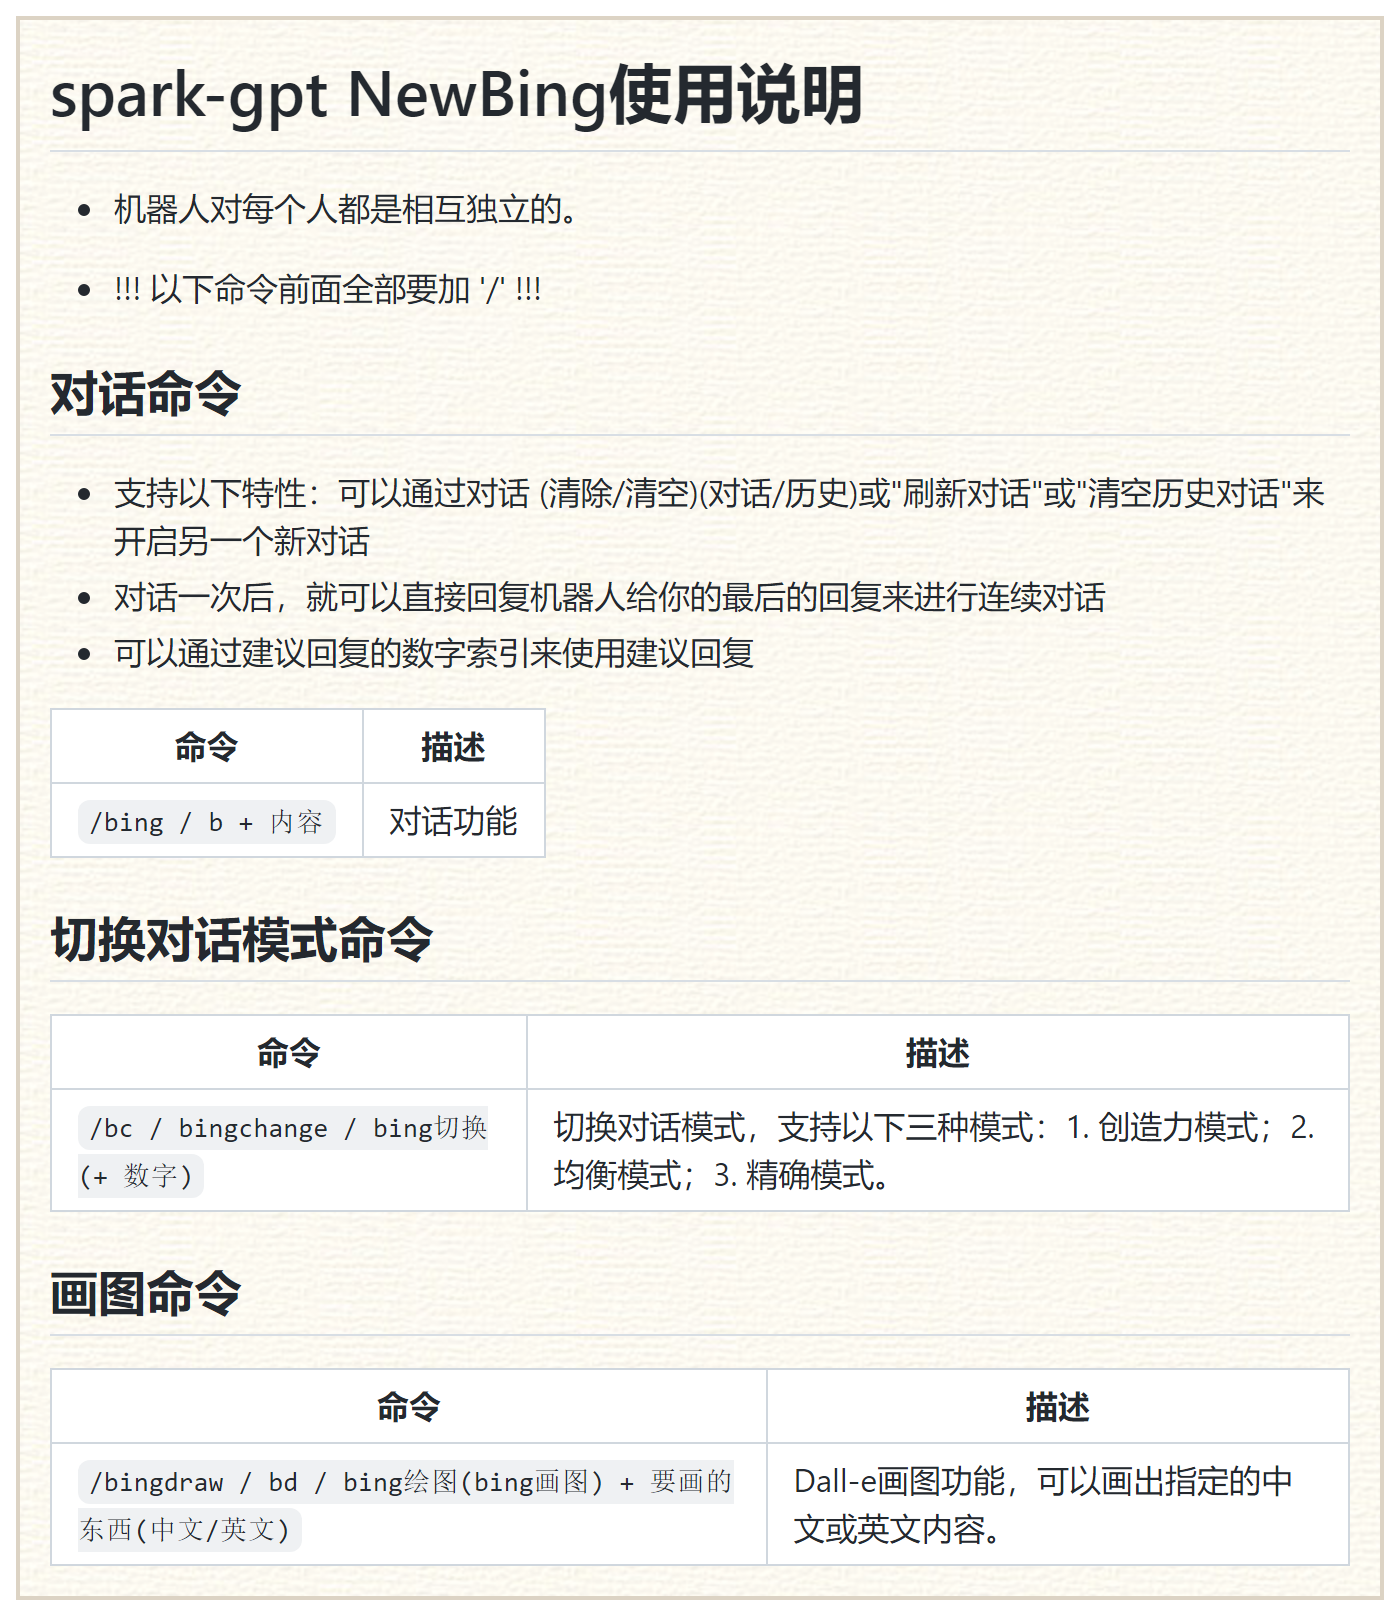 spark-gpt NewBing使用说明
机器人对每个人都是相互独立的。
!!! 以下命令前面全部要加 '/' !!!
对话命令
支持以下特性：可以通过对话 (清除/清空)(对话/历史)或"刷新对话"或"清空历史对话"来
开启另一个新对话
对话一次后，就可以直接回复机器人给你的最后的回复来进行连续对话
可以通过建议回复的数字索引来使用建议回复
命令 描述
/bing / b + 内容 对话功能
切换对话模式命令
命令 描述
/bc / bingchange / bing切换
(+ 数字)
切换对话模式，支持以下三种模式：1. 创造力模式；2.
均衡模式；3. 精确模式。
画图命令
命令 描述
/bingdraw / bd / bing绘图(bing画图) + 要画的
东西(中文/英文)
Dall-e画图功能，可以画出指定的中
文或英文内容。